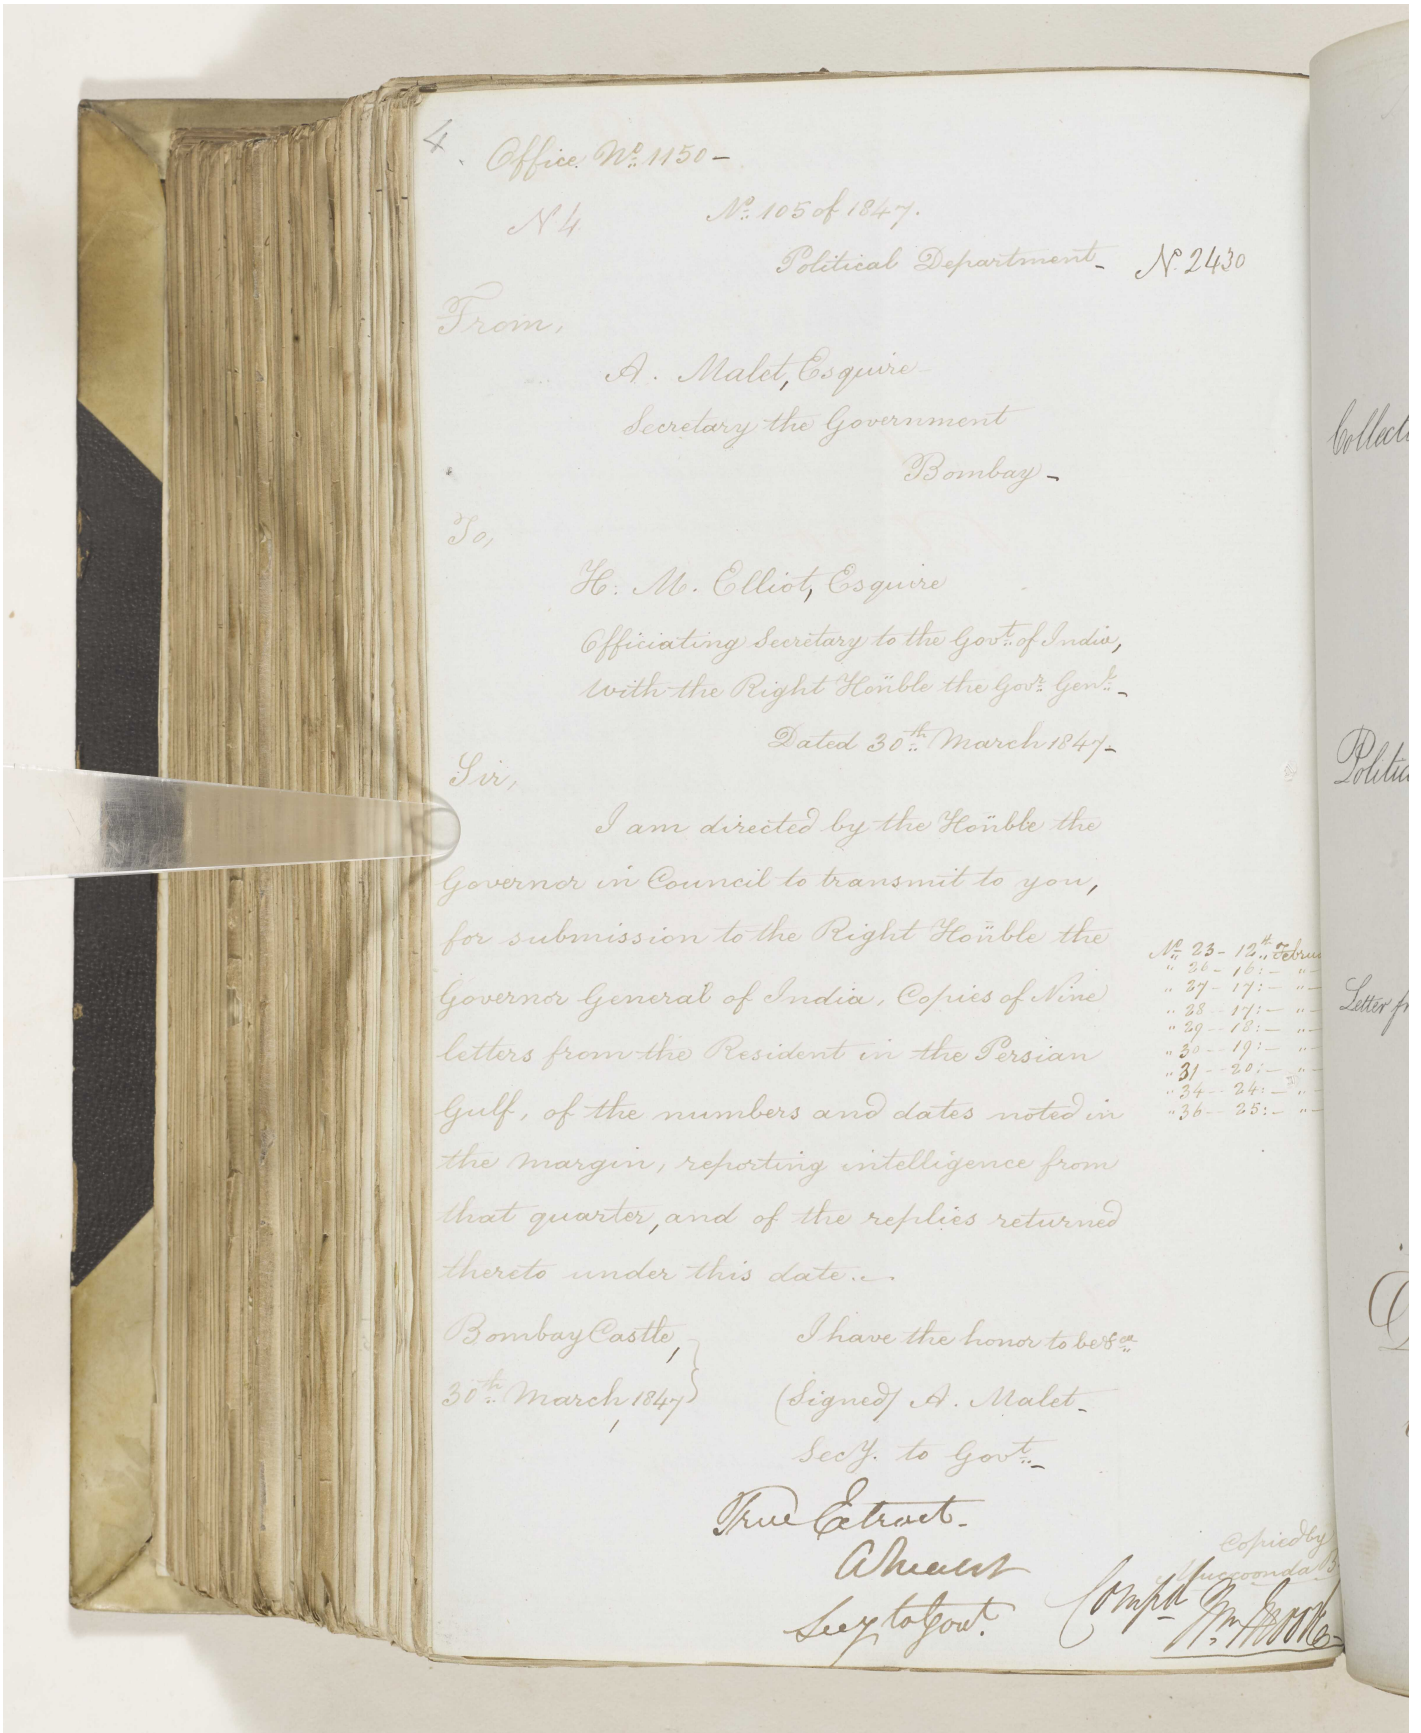 4
Office Nº 1150 –
N 4
Nº 105 of 1847.
Political Department –
N. 2430
From,
A. Malet, Esquire
Secretary the Government
Bombay –
To,
H. M. Elliot, Esquire
Officiating Secretary to the Govt. of India,
with the Right Honble the Govr. Genl. –
Dated 30th March 1847 –
Sir,
I am directed by the Honble the
Governor in Council to transmit to you,
for submission to the Right Honble the
Governor General of India, Copies of Nine
letters from the Resident in the Persian
Gulf, of the numbers and dates noted in
the margin, reporting intelligence from
that quarter, and of the replies returned
thereto under this date.
Nº 23 – 12th Februa
" 26 – 16: – "
" 27 – 17: – "
" 28 – 17: – "
" 29 – 18: – "
" 30 – 19: – "
" 31 – 20: – "
" 34 – 24: – "
" 36 – 25: – "
Bombay Castle,
30th March, 1847
I have the honor to be &ca
(Signed) A. Malet –
Secy. to Govt. –
True Extract –
A Malet
Secy to Govt.
Copied by
Compd
Collecti
Politic
Letter fr